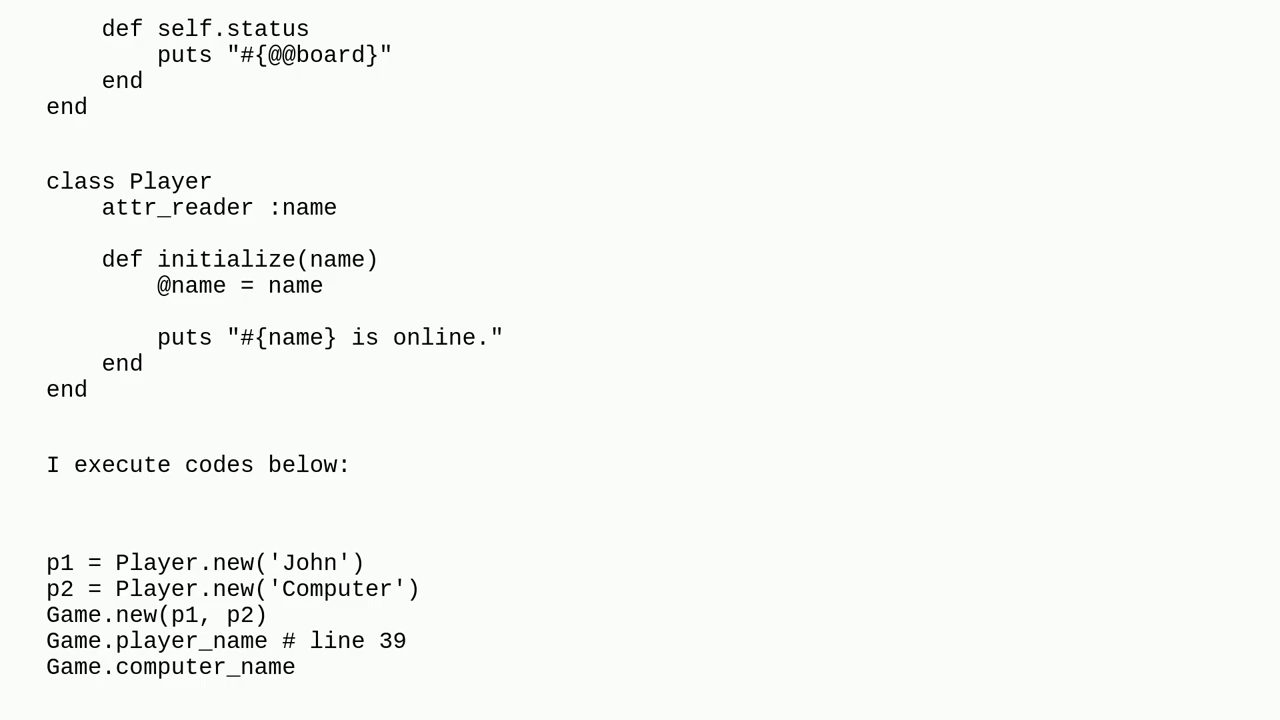 def self.status
        puts "#{@@board}"
    end
end
class Player
    attr_reader :name
    def initialize(name)
        @name = name
        puts "#{name} is online."
    end
end
I execute codes below:
p1 = Player.new('John')
p2 = Player.new('Computer')
Game.new(p1, p2)
Game.player_name # line 39
Game.computer_name